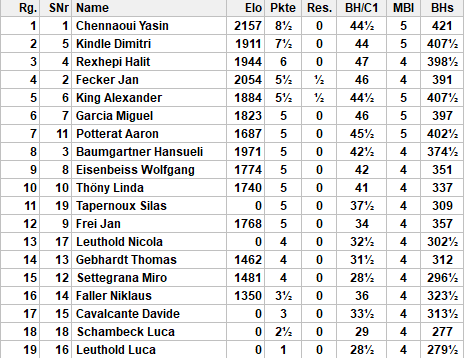 Rg. SNr Name Elo Pkte Res. BH/C1 MBl BHs
1 1 Chennaoui Yasin 2157 8½ 0 44½ 5 421
2 5 Kindle Dimitri 1911 7½ 0 44 5 407½
3 4 Rexhepi Halit 1944 6 0 47 4 398½
4 2 Fecker Jan 2054 5½ ½ 46 4 391
5 6 King Alexander 1884 5½ ½ 44½ 5 407½
6 7 Garcia Miguel 1823 5 0 46 5 397
7 11 Potterat Aaron 1687 5 0 45½ 5 402½
8 3 Baumgartner Hansueli 1971 5 0 42½ 4 374½
9 8 Eisenbeiss Wolfgang 1774 5 0 42 4 351
10 10 Thöny Linda 1740 5 0 41 4 337
11 19 Tapernoux Silas 0 5 0 37½ 4 309
12 9 Frei Jan 1768 5 0 34 4 357
13 17 Leuthold Nicola 0 4 0 32½ 4 302½
14 13 Gebhardt Thomas 1462 4 0 31½ 4 312
15 12 Settegrana Miro 1481 4 0 28½ 4 296½
16 14 Faller Niklaus 1350 3½ 0 36 4 323½
17 15 Cavalcante Davide 0 3 0 33½ 4 313½
18 18 Schambeck Luca 0 2½ 0 29 4 277
19 16 Leuthold Luca 0 1 0 28½ 4 279½